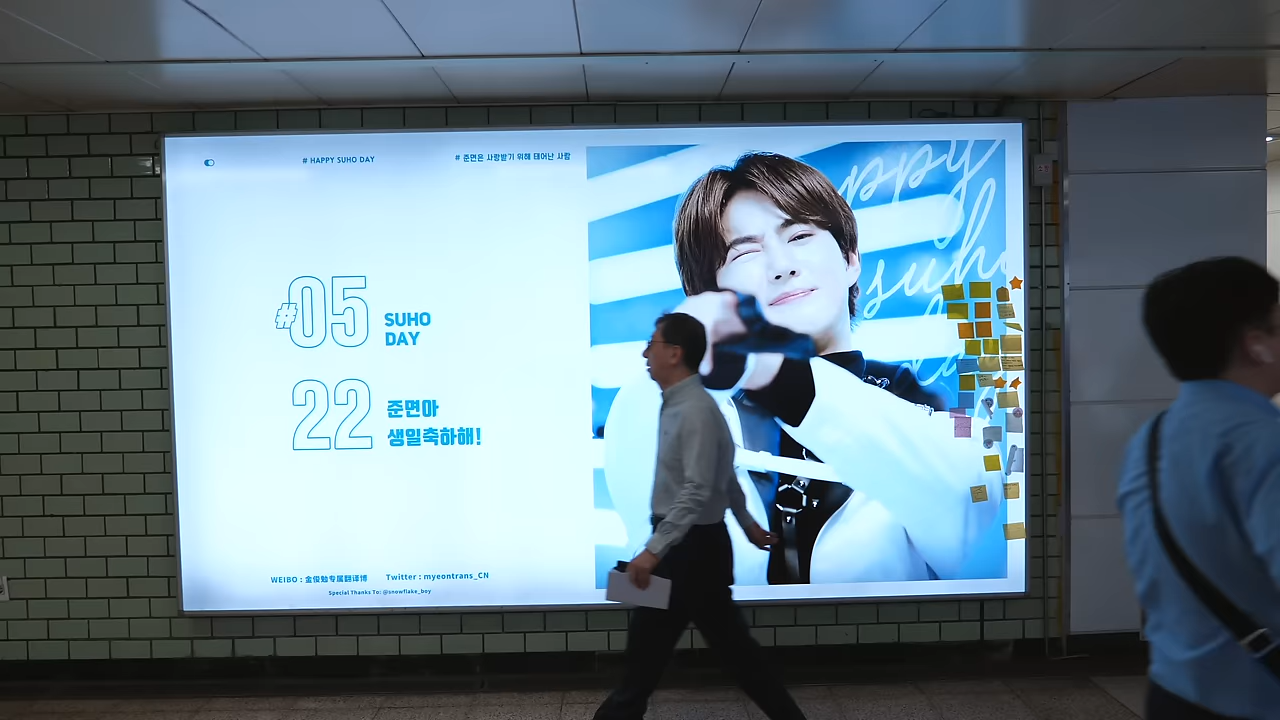 # HAPPY SUHO DAY
# 준면은 사랑받기 위해 태어난 사람
#05
SUHO
DAY
22
준면아
생일축하해!
WEIBO : 金俊勉专属翻译博
Twitter : myeontrans_CN
Special Thanks To: @snowflake_boy
ppy
suho